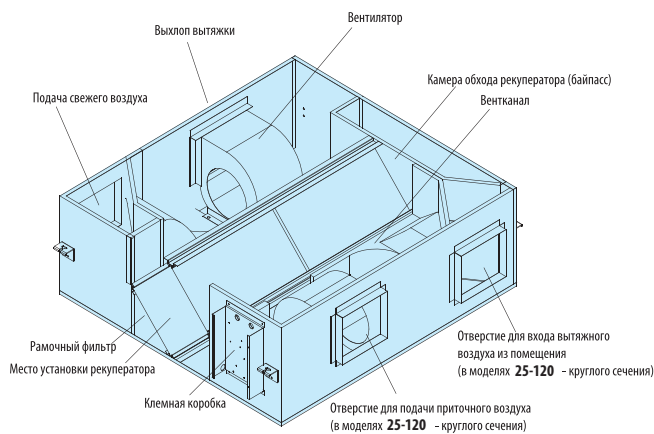 Вентилятор
Выхлоп вытяжки
Камера обхода рекуператора (байпасс)
Подача свежего воздуха
Вентканал
Рамочный фильтр
Место установки рекуператора
Клемная коробка
Отверстие для входа вытяжного
воздуха из помещения
(в моделях 25-120 – круглого сечения)
Отверстие для подачи приточного воздуха
(в моделях 25-120 – круглого сечения)